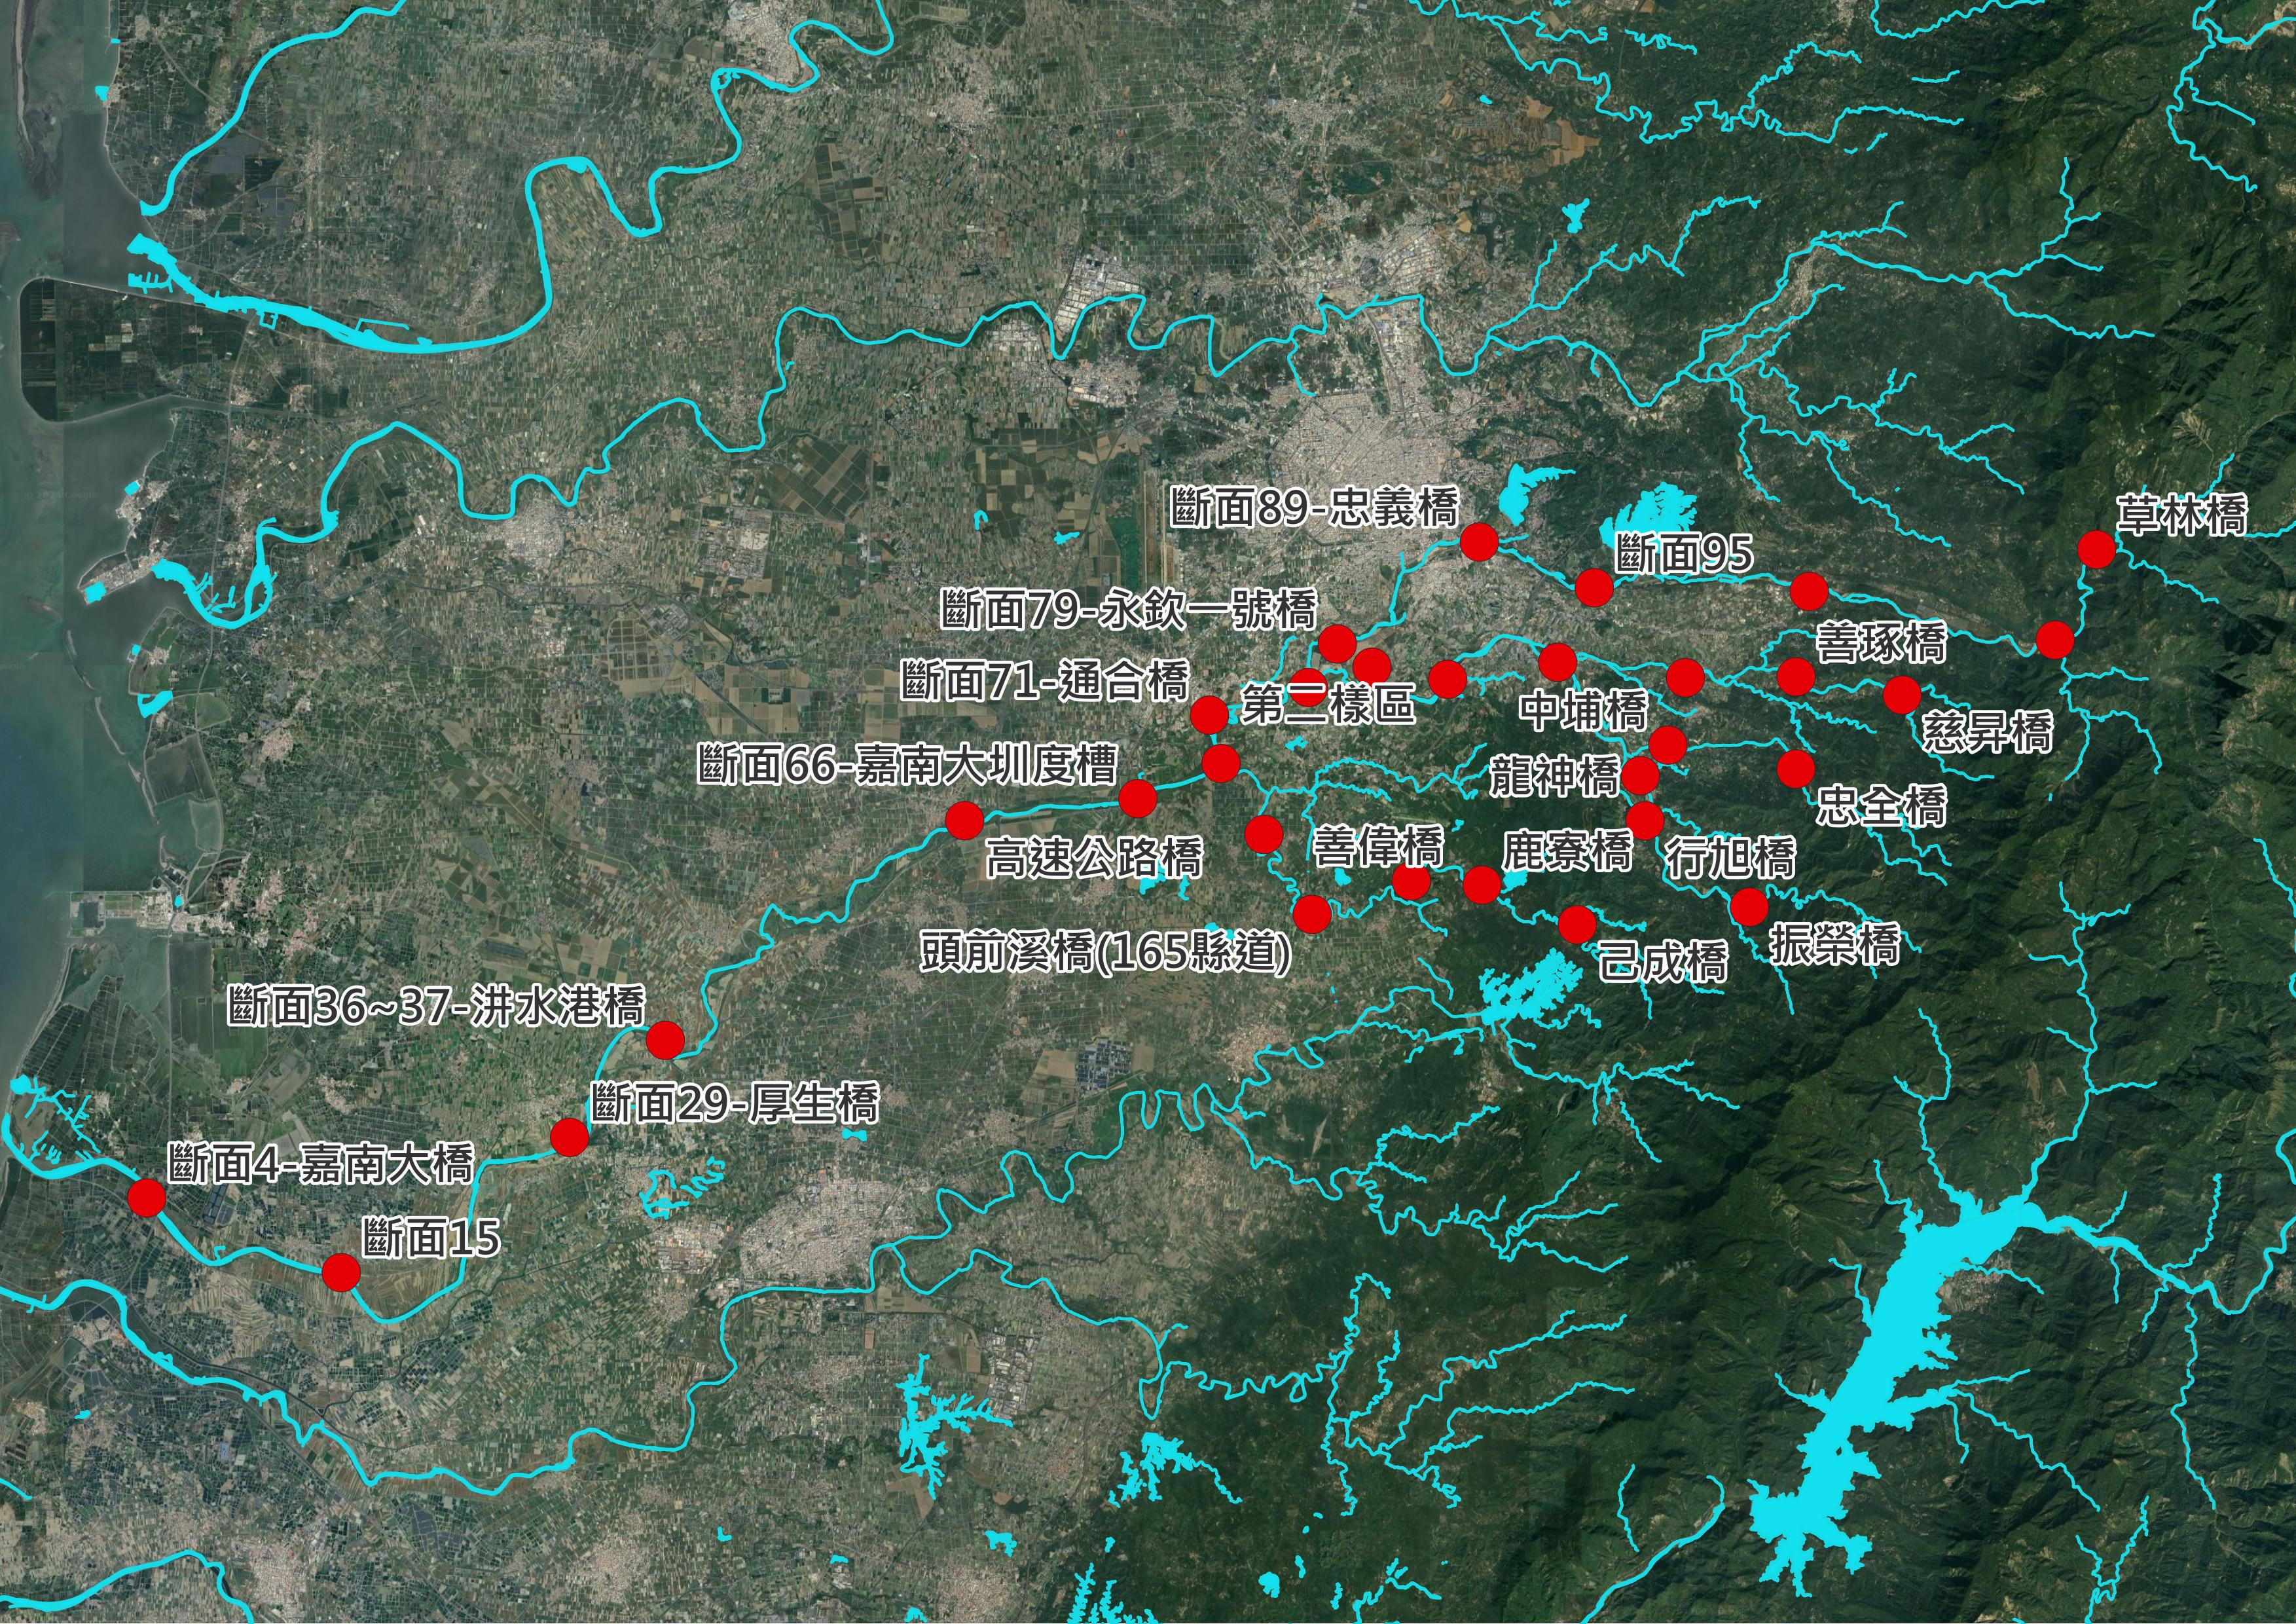 草林橋
斷面89-忠義橋
斷面95
斷面79-永欽一號橋
善琢橋
斷面71-通合橋
第二樣區
中埔橋
慈昇橋
斷面66-嘉南大圳度槽
龍神橋
忠全橋
高速公路橋
善偉橋
鹿寮橋
行旭橋
頭前溪橋(165縣道)
己成橋
振榮橋
斷面36~37-洪水港橋
斷面29-厚生橋
斷面4-嘉南大橋
斷面15